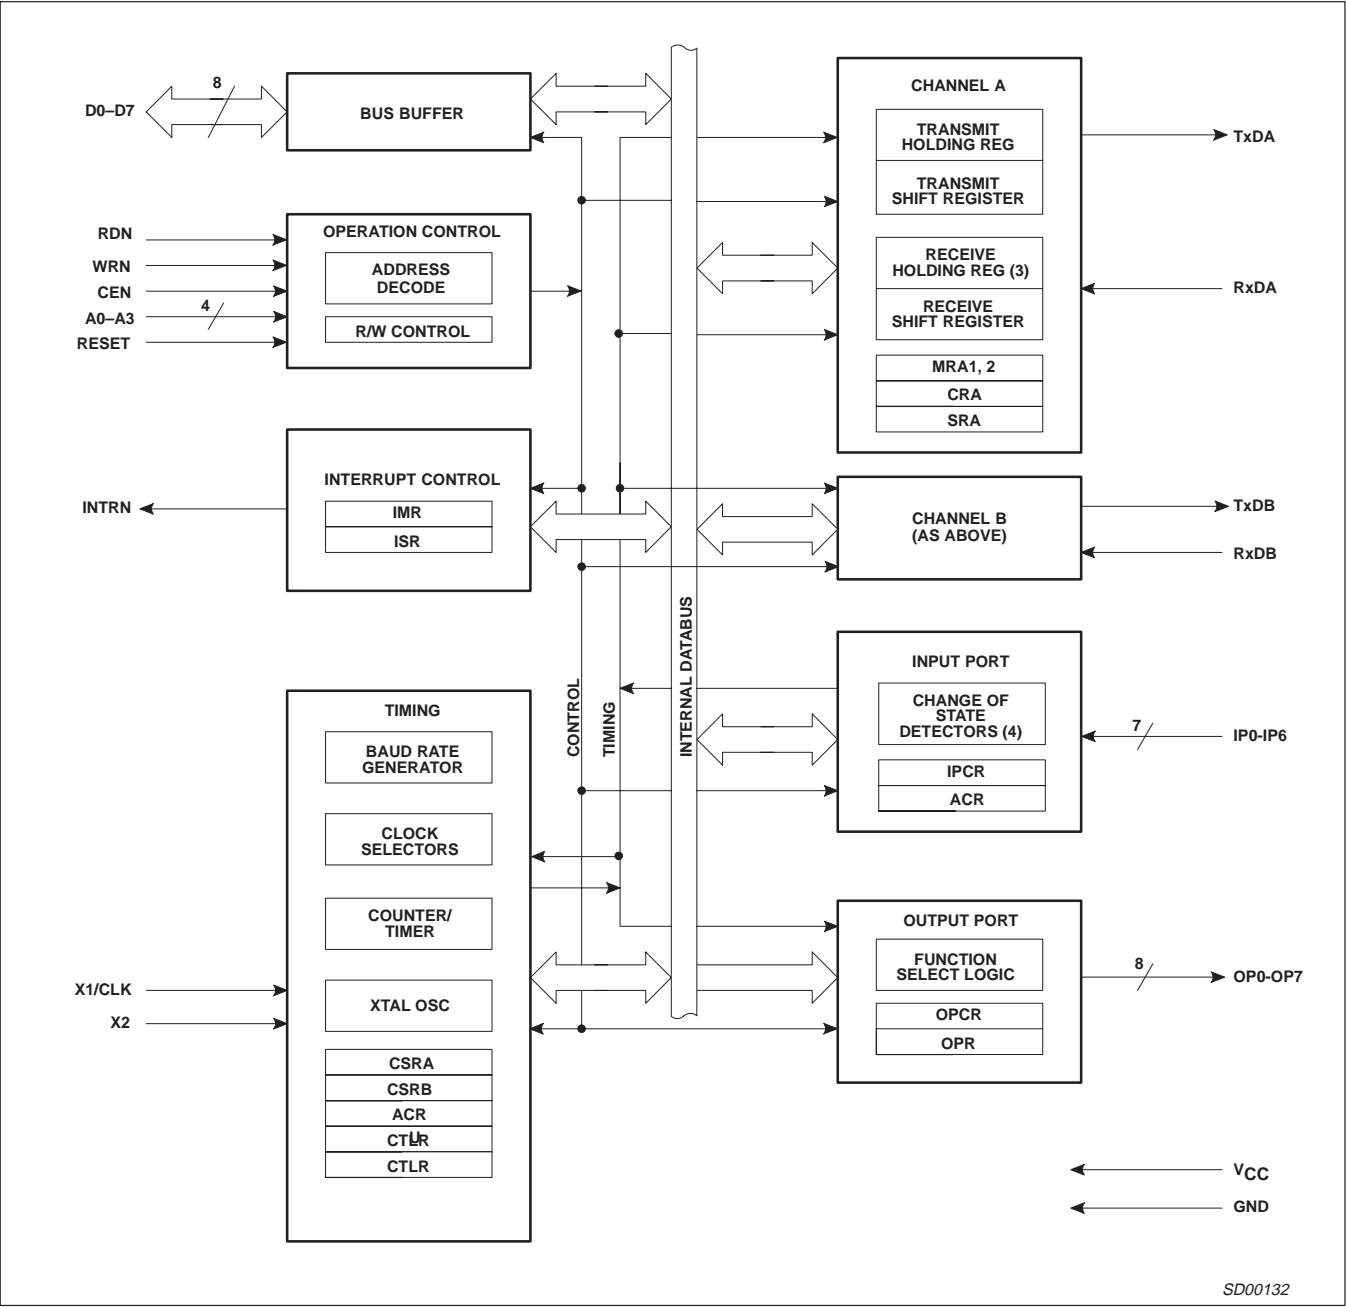 D0–D7
8
BUS BUFFER
RDN
WRN
CEN
A0–A3
4
RESET
OPERATION CONTROL
ADDRESS
DECODE
R/W CONTROL
INTRN
INTERRUPT CONTROL
IMR
ISR
TIMING
BAUD RATE
GENERATOR
CLOCK
SELECTORS
COUNTER/
TIMER
X1/CLK
X2
XTAL OSC
CSRA
CSRB
ACR
CTLR
CONTROL
TIMING
INTERNAL DATABUS
CHANNEL A
TRANSMIT
HOLDING REG
TRANSMIT
SHIFT REGISTER
RECEIVE
HOLDING REG (3)
RECEIVE
SHIFT REGISTER
MRA1, 2
CRA
SRA
TxDA
RxDA
CHANNEL B
(AS ABOVE)
TxDB
RxDB
INPUT PORT
CHANGE OF
STATE
DETECTORS (4)
IPCR
ACR
7
IP0-IP6
OUTPUT PORT
FUNCTION
SELECT LOGIC
OPCR
OPR
8
OP0-OP7
VCC
GND
SD00132